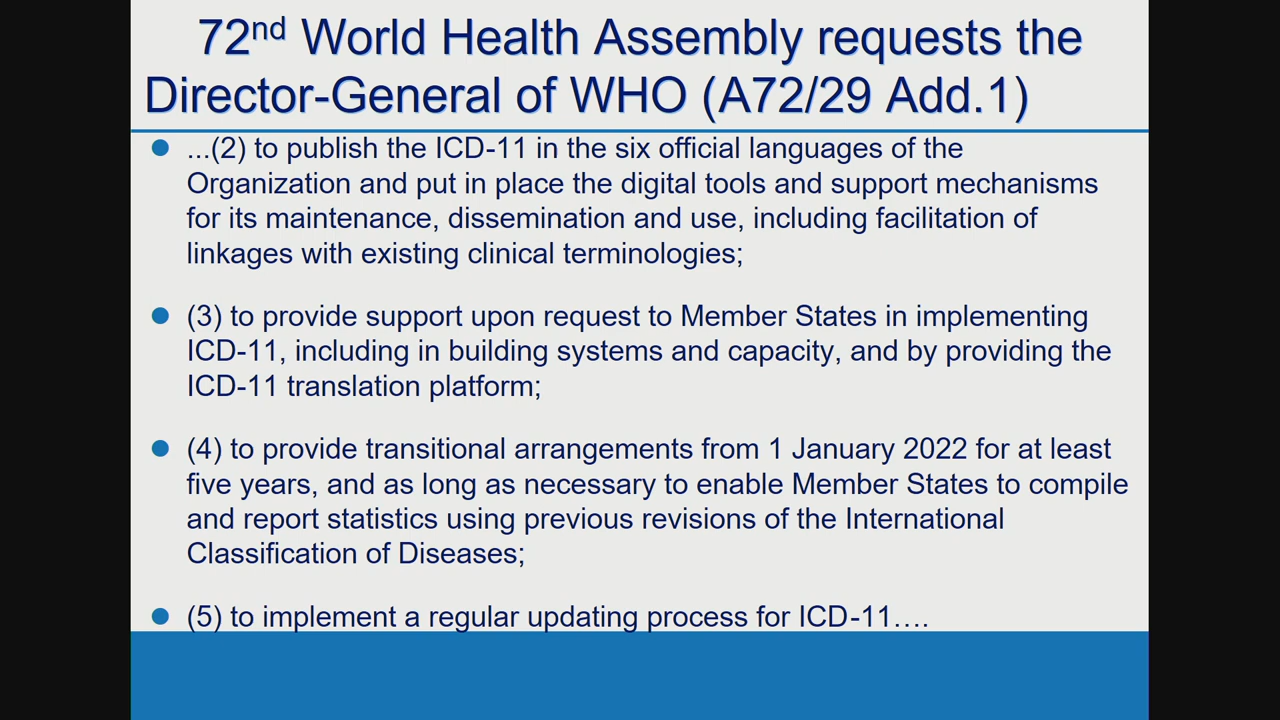 72nd World Health Assembly requests the
Director-General of WHO (A72/29 Add.1)
● ...(2) to publish the ICD-11 in the six official languages of the
Organization and put in place the digital tools and support mechanisms
for its maintenance, dissemination and use, including facilitation of
linkages with existing clinical terminologies;
● (3) to provide support upon request to Member States in implementing
ICD-11, including in building systems and capacity, and by providing the
ICD-11 translation platform;
● (4) to provide transitional arrangements from 1 January 2022 for at least
five years, and as long as necessary to enable Member States to compile
and report statistics using previous revisions of the International
Classification of Diseases;
● (5) to implement a regular updating process for ICD-11….